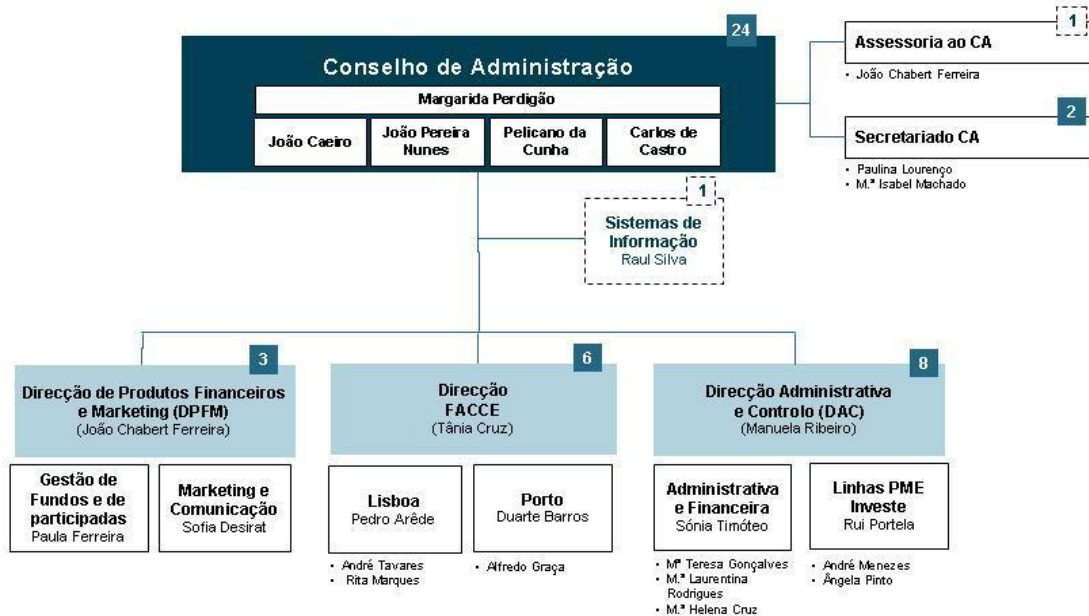 24
Conselho de Administração
Margarida Perdigão
João Caeiro
João Pereira
Nunes
Pelicano da
Cunha
Carlos de
Castro
1
Assessoria ao CA
• João Chabert Ferreira
2
Secretariado CA
• Paulina Lourenço
• M.ª Isabel Machado
1
Sistemas de
Informação
Raul Silva
3
Direcção de Produtos Financeiros
e Marketing (DPFM)
(João Chabert Ferreira)
Gestão de
Fundos e de
participadas
Paula Ferreira
Marketing e
Comunicação
Sofia Desirat
6
Direcção
FACCE
(Tânia Cruz)
Lisboa
Pedro Arêde
• André Tavares
• Rita Marques
Porto
Duarte Barros
• Alfredo Graça
8
Direcção Administrativa
e Controlo (DAC)
(Manuela Ribeiro)
Administrativa
e Financeira
Sónia Timóteo
• Mª Teresa Gonçalves
• M.ª Laurentina
Rodrigues
• M.ª Helena Cruz
Linhas PME
Investe
Rui Portela
• André Menezes
• Ângela Pinto